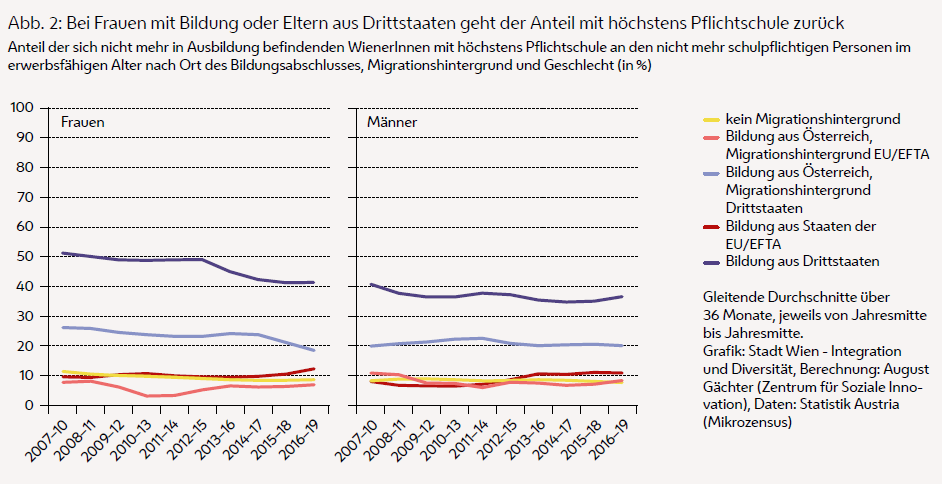 Abb. 2: Bei Frauen mit Bildung oder Eltern aus Drittstaaten geht der Anteil mit höchstens Pflichtschule zurück
Anteil der sich nicht mehr in Ausbildung befindenden WienerInnen mit höchstens Pflichtschule an den nicht mehr schulpflichtigen Personen im
erwerbsfähigen Alter nach Ort des Bildungsabschlusses, Migrationshintergrund und Geschlecht (in %)
100
90
80
70
60
50
40
30
20
10
0
Frauen
2007–10
2008–11
2009–12
2010–13
2011–14
2012–15
2013–16
2014–17
2015–18
2016–19
Männer
2007–10
2008–11
2009–12
2010–13
2011–14
2012–15
2013–16
2014–17
2015–18
2016–19
kein Migrationshintergrund
Bildung aus Österreich,
Migrationshintergrund EU/EFTA
Bildung aus Österreich,
Migrationshintergrund
Drittstaaten
Bildung aus Staaten der
EU/EFTA
Bildung aus Drittstaaten
Gleitende Durchschnitte über
36 Monate, jeweils von Jahresmitte
bis Jahresmitte.
Grafik: Stadt Wien - Integration
und Diversität, Berechnung: August
Gächter (Zentrum für Soziale Inno-
vation), Daten: Statistik Austria
(Mikrozensus)